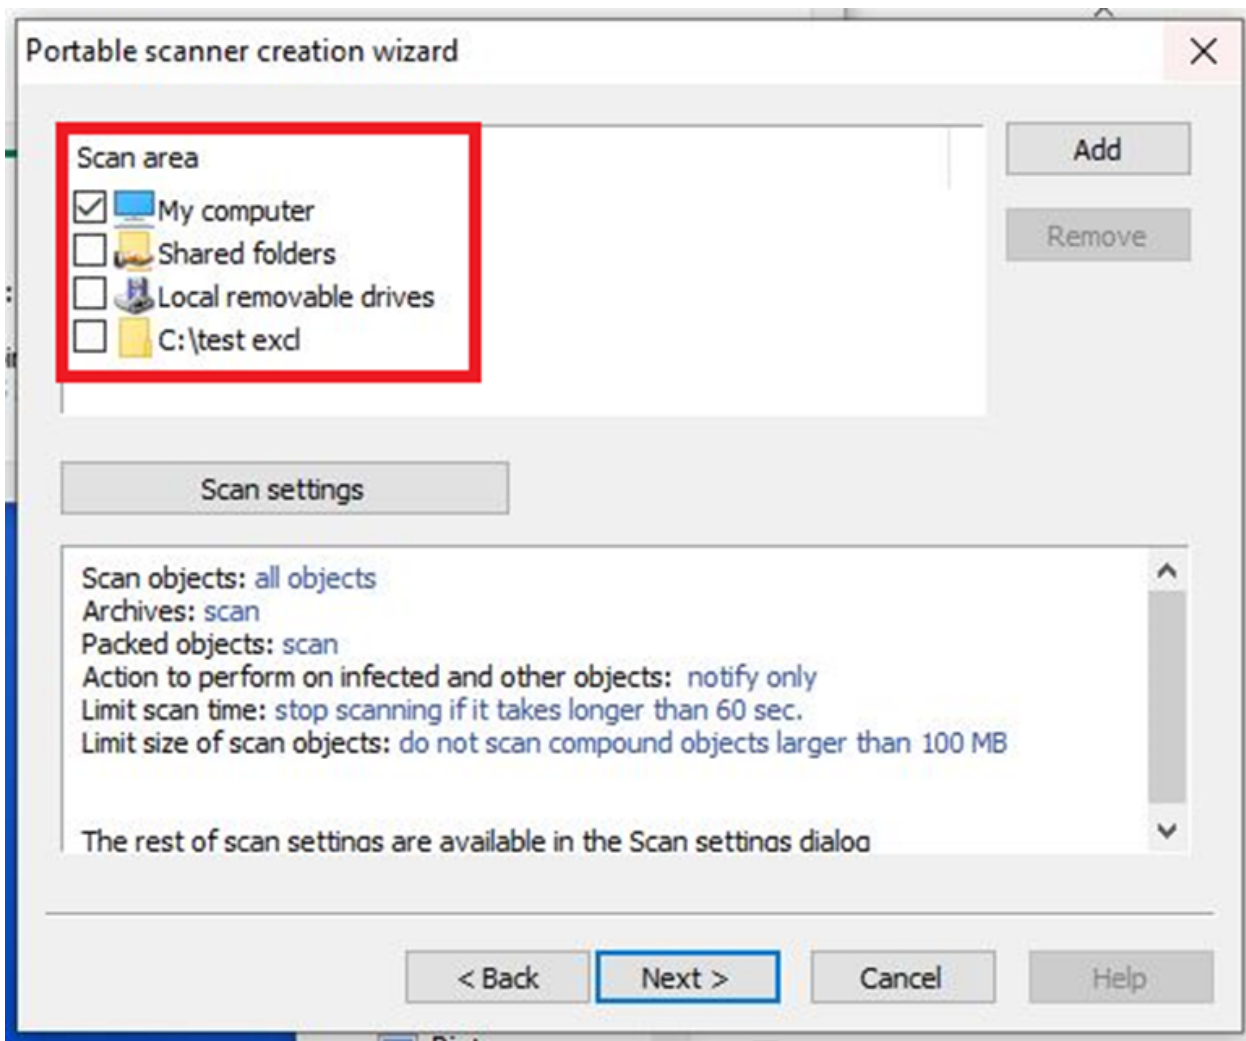 Portable scanner creation wizard
Scan area
My computer
Shared folders
Local removable drives
C:\test excl
Add
Remove
Scan settings
Scan objects: all objects
Archives: scan
Packed objects: scan
Action to perform on infected and other objects: notify only
Limit scan time: stop scanning if it takes longer than 60 sec.
Limit size of scan objects: do not scan compound objects larger than 100 MB
The rest of scan settings are available in the Scan settings dialog
< Back
Next >
Cancel
Help